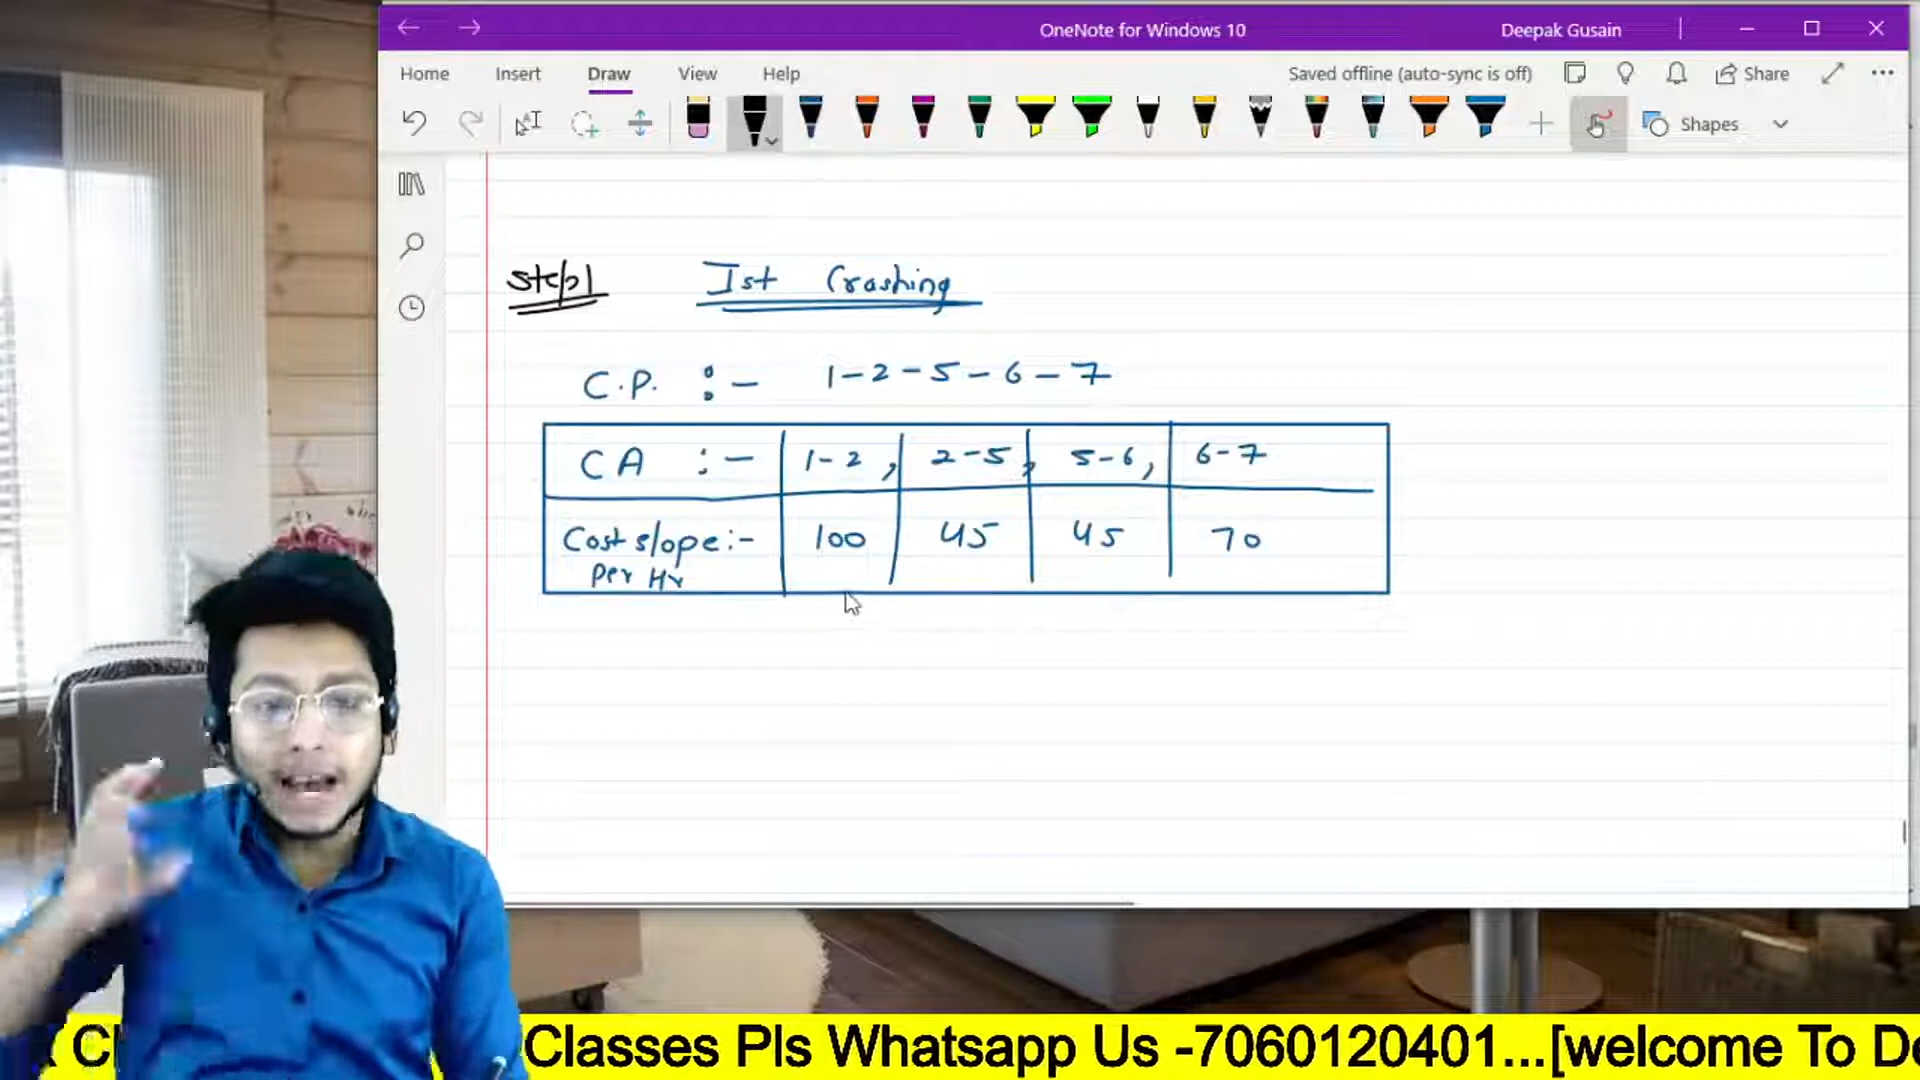 OneNote for Windows 10
Deepak Gusain
Home Insert Draw View Help
Saved offline (auto-sync is off)
Share
Shapes
Step1 Ist Crashing
C.P. :- 1-2-5-6-7
CA :- 1-2, 2-5, 5-6, 6-7
Cost slope:- 100 45 45 70
Per Hr
Classes Pls Whatsapp Us -7060120401...[welcome To De